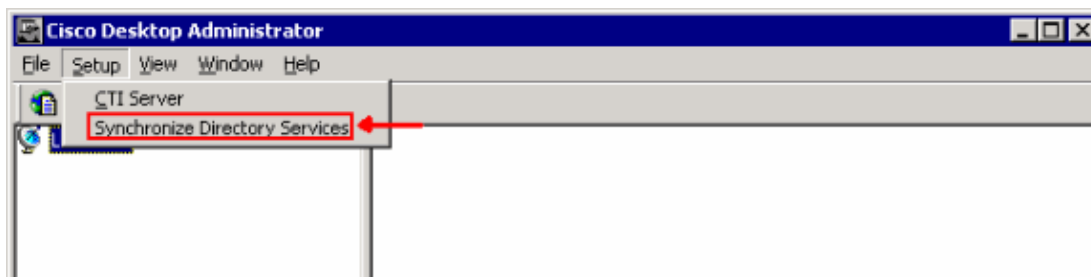 Cisco Desktop Administrator
File Setup View Window Help
CTI Server
Synchronize Directory Services